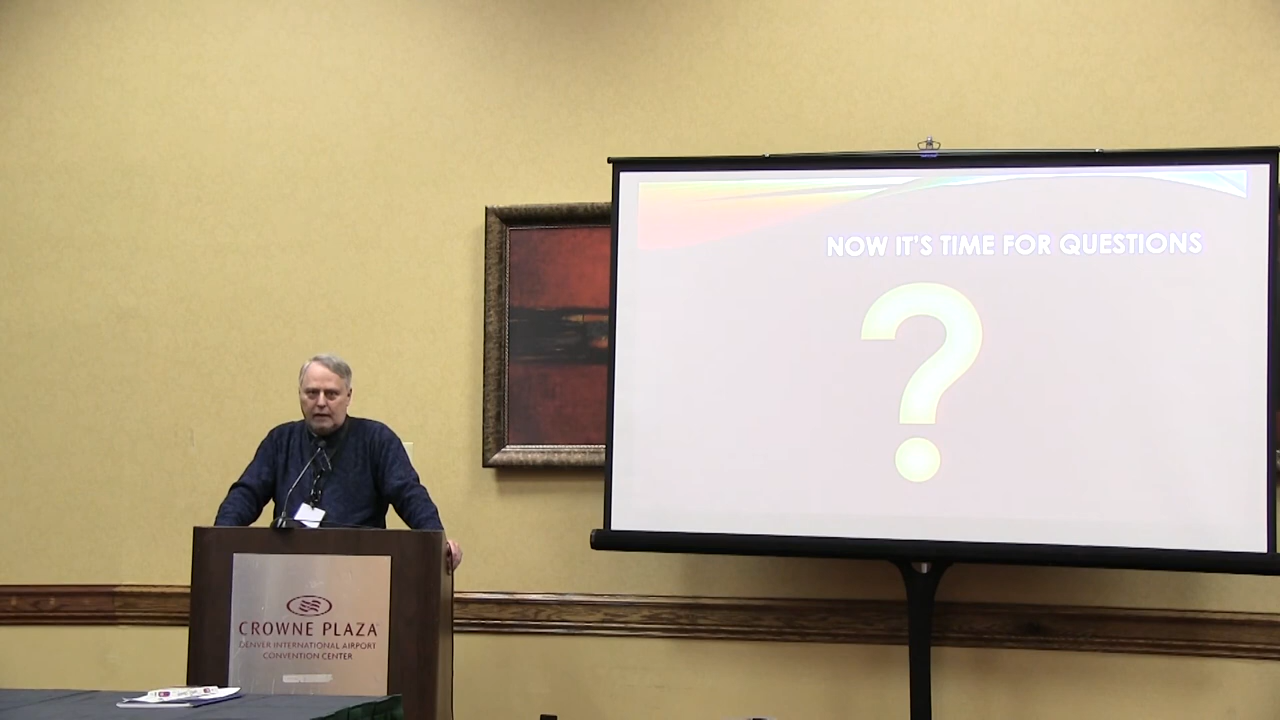 NOW IT'S TIME FOR QUESTIONS
?
CROWNE PLAZA
DENVER INTERNATIONAL AIRPORT
CONVENTION CENTER